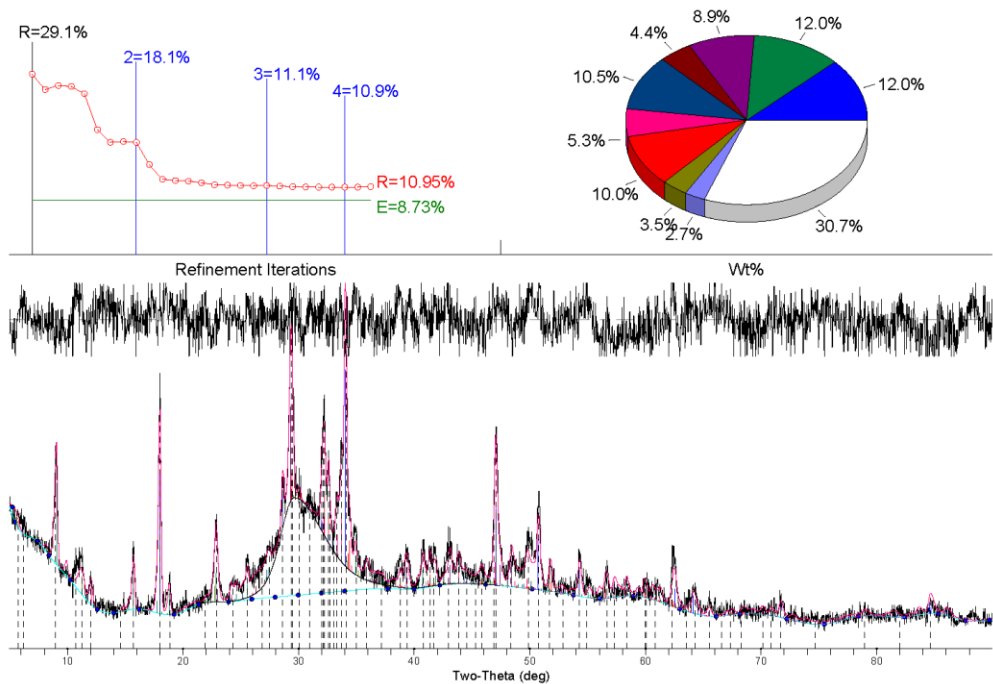 R=29.1%
2=18.1%
3=11.1%
4=10.9%
R=10.95%
E=8.73%
Refinement Iterations
8.9%
12.0%
4.4%
10.5%
12.0%
5.3%
10.0%
3.5%
2.7%
30.7%
Wt%
10 20 30 40 50 60 70 80
Two-Theta (deg)